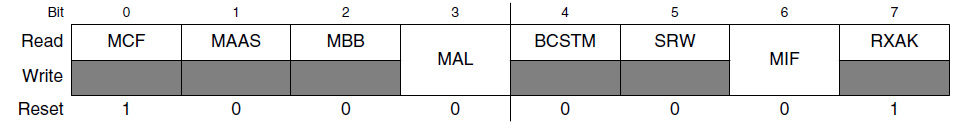 Bit 0 1 2 3 4 5 6 7
Read MCF MAAS MBB MAL BCSTM SRW MIF RXAK
Write
Reset 1 0 0 0 0 0 0 1